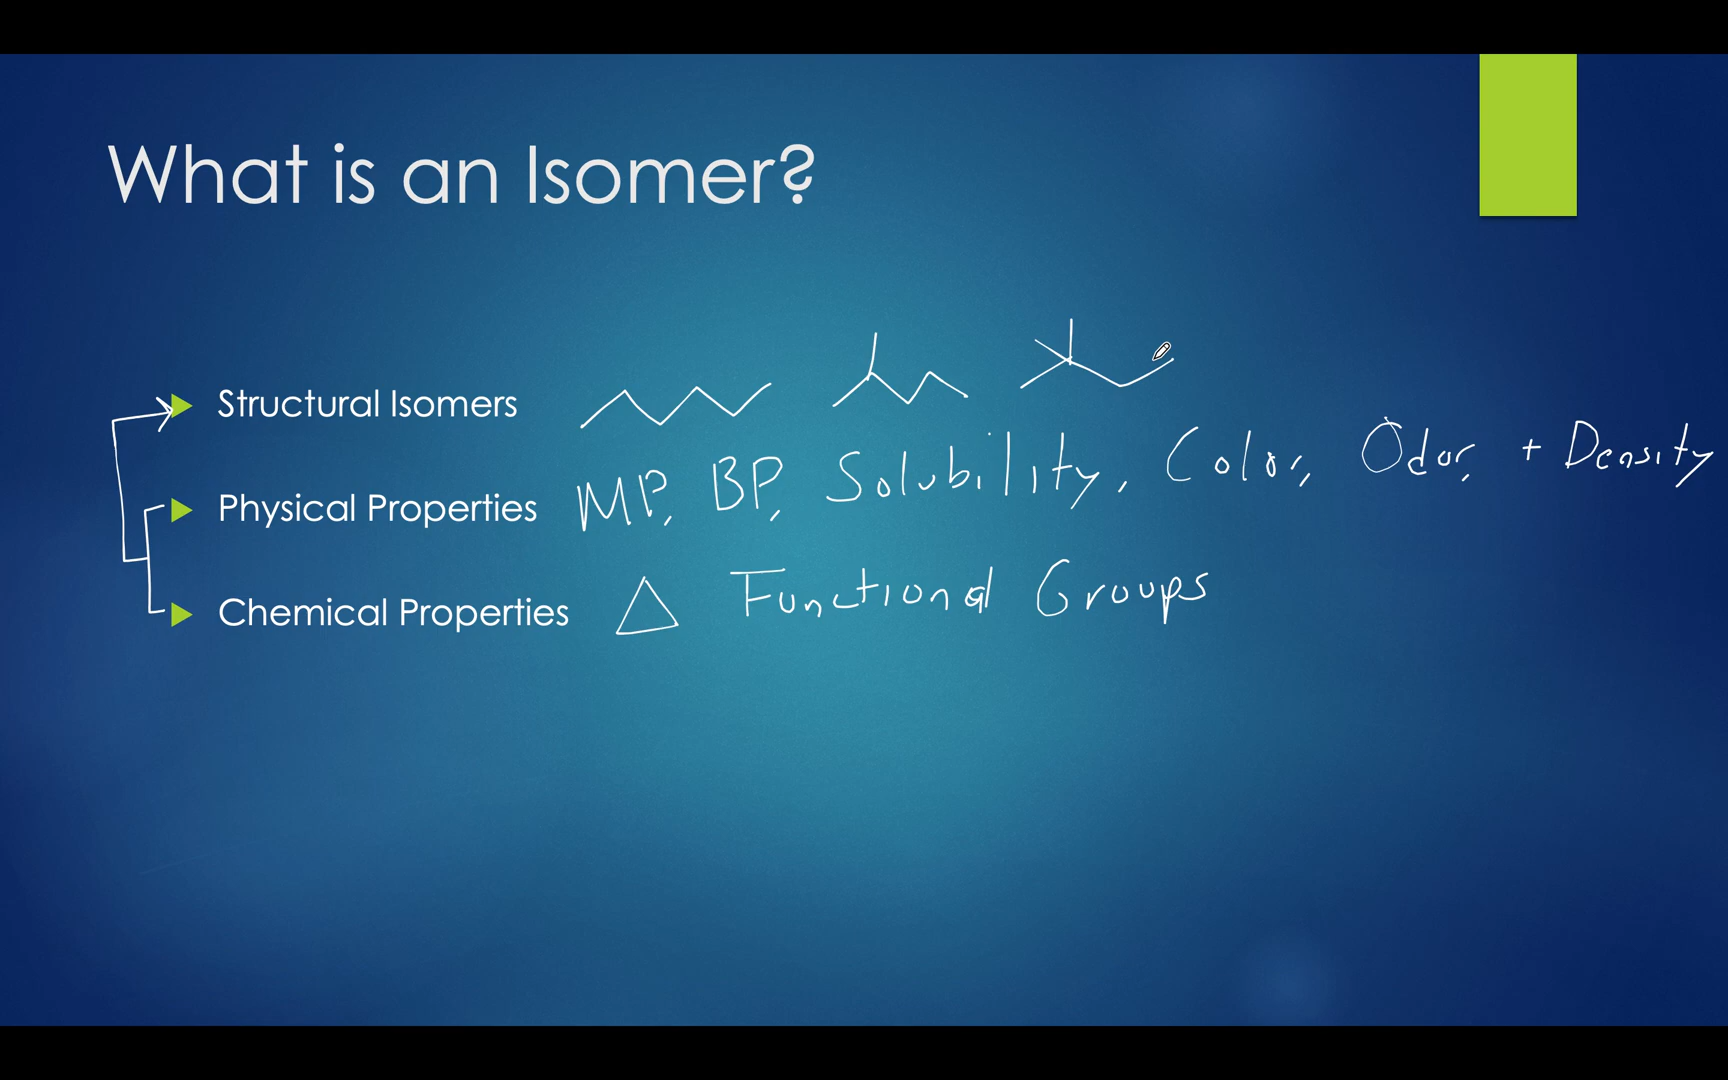 What is an Isomer?
Structural Isomers
Physical Properties MP, BP, Solubility, Color, Odor, + Density
Chemical Properties △ Functional Groups